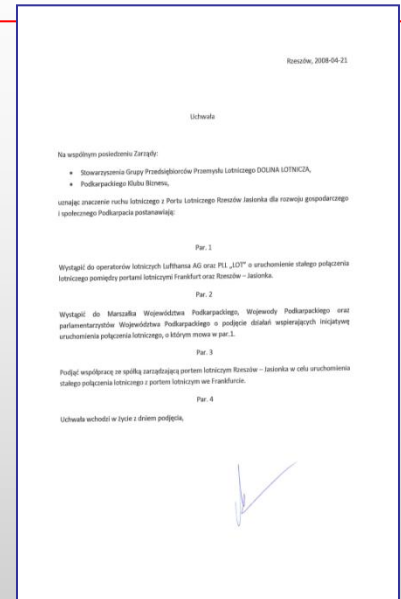 Rzeszów, 2008-04-21
Uchwała
Na wspólnym posiedzeniu Zarządy:
• Stowarzyszenia Grupy Przedsiębiorców Przemysłu Lotniczego DOLINA LOTNICZA,
• Podkarpackiego Klubu Biznesu,
uznając znaczenie ruchu lotniczego z Portu Lotniczego Rzeszów Jasionka dla rozwoju gospodarczego
i społecznego Podkarpacia postanawiają:
Par. 1
Wystąpić do operatorów lotniczych Lufthansa AG oraz PLL „LOT” o uruchomienie stałego połączenia
lotniczego pomiędzy portami lotniczymi Frankfurt oraz Rzeszów – Jasionka.
Par. 2
Wystąpić do Marszałka Województwa Podkarpackiego, Wojewody Podkarpackiego oraz
parlamentarzystów Województwa Podkarpackiego o podjęcie działań wspierających inicjatywę
uruchomienia połączenia lotniczego, o którym mowa w par.1.
Par. 3
Podjąć współpracę ze spółką zarządzającą portem lotniczym Rzeszów – Jasionka w celu uruchomienia
stałego połączenia lotniczego z portem lotniczym we Frankfurcie.
Par. 4
Uchwała wchodzi w życie z dniem podjęcia,